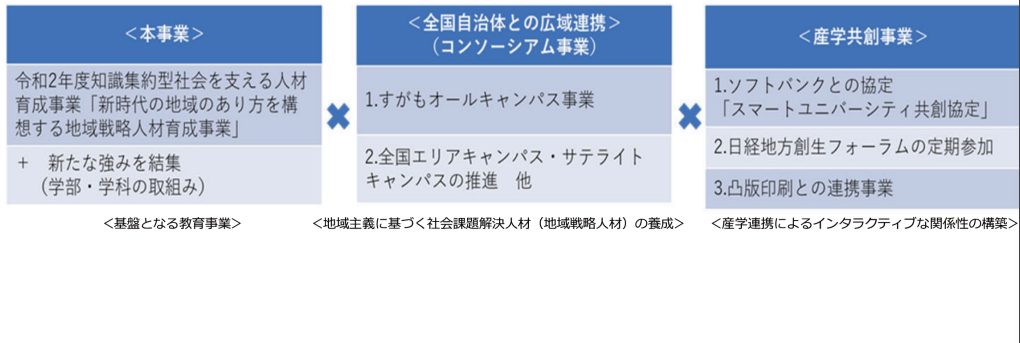 <本事業>
令和2年度知識集約型社会を支える人材
育成事業「新時代の地域のあり方を構
想する地域戦略人材育成事業」
+ 新たな強みを結集
(学部・学科の取組み)
<基盤となる教育事業>
<全国自治体との広域連携>
(コンソーシアム事業)
1.すがもオールキャンパス事業
2.全国エリアキャンパス・サテライト
キャンパスの推進 他
<地域主義に基づく社会課題解決人材(地域戦略人材)の養成>
<産学共創事業>
1.ソフトバンクとの協定
「スマートユニバーシティ共創協定」
2.日経地方創生フォーラムの定期参加
3.凸版印刷との連携事業
<産学連携によるインタラクティブな関係性の構築>